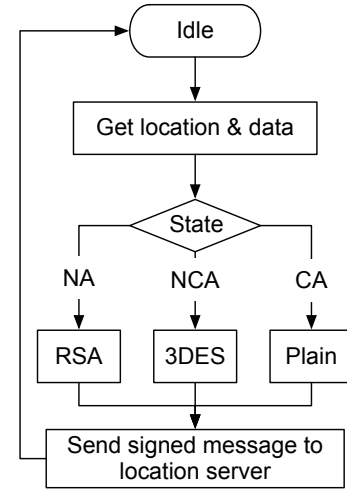 Idle
Get location & data
State
NA
NCA
CA
RSA
3DES
Plain
Send signed message to
location server